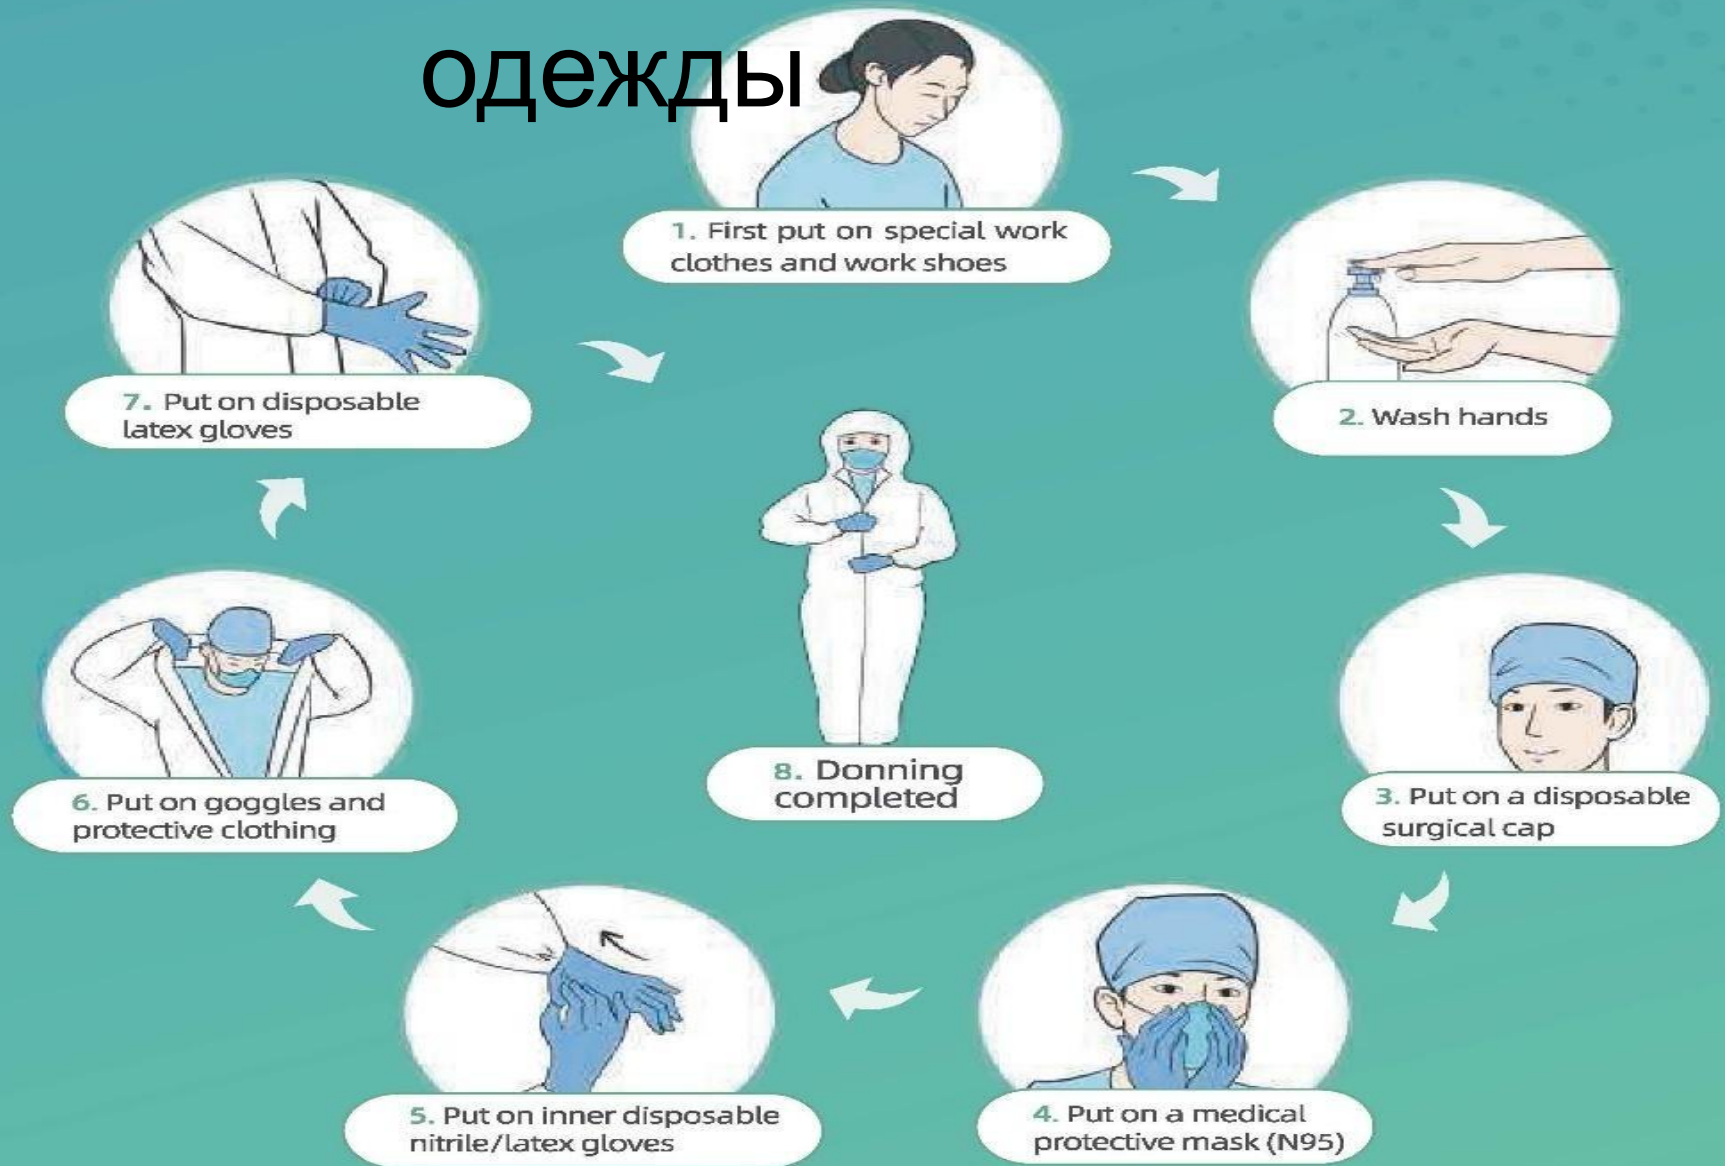 одежды
1. First put on special work
clothes and work shoes
2. Wash hands
3. Put on a disposable
surgical cap
4. Put on a medical
protective mask (N95)
5. Put on inner disposable
nitrile/latex gloves
6. Put on goggles and
protective clothing
7. Put on disposable
latex gloves
8. Donning
completed